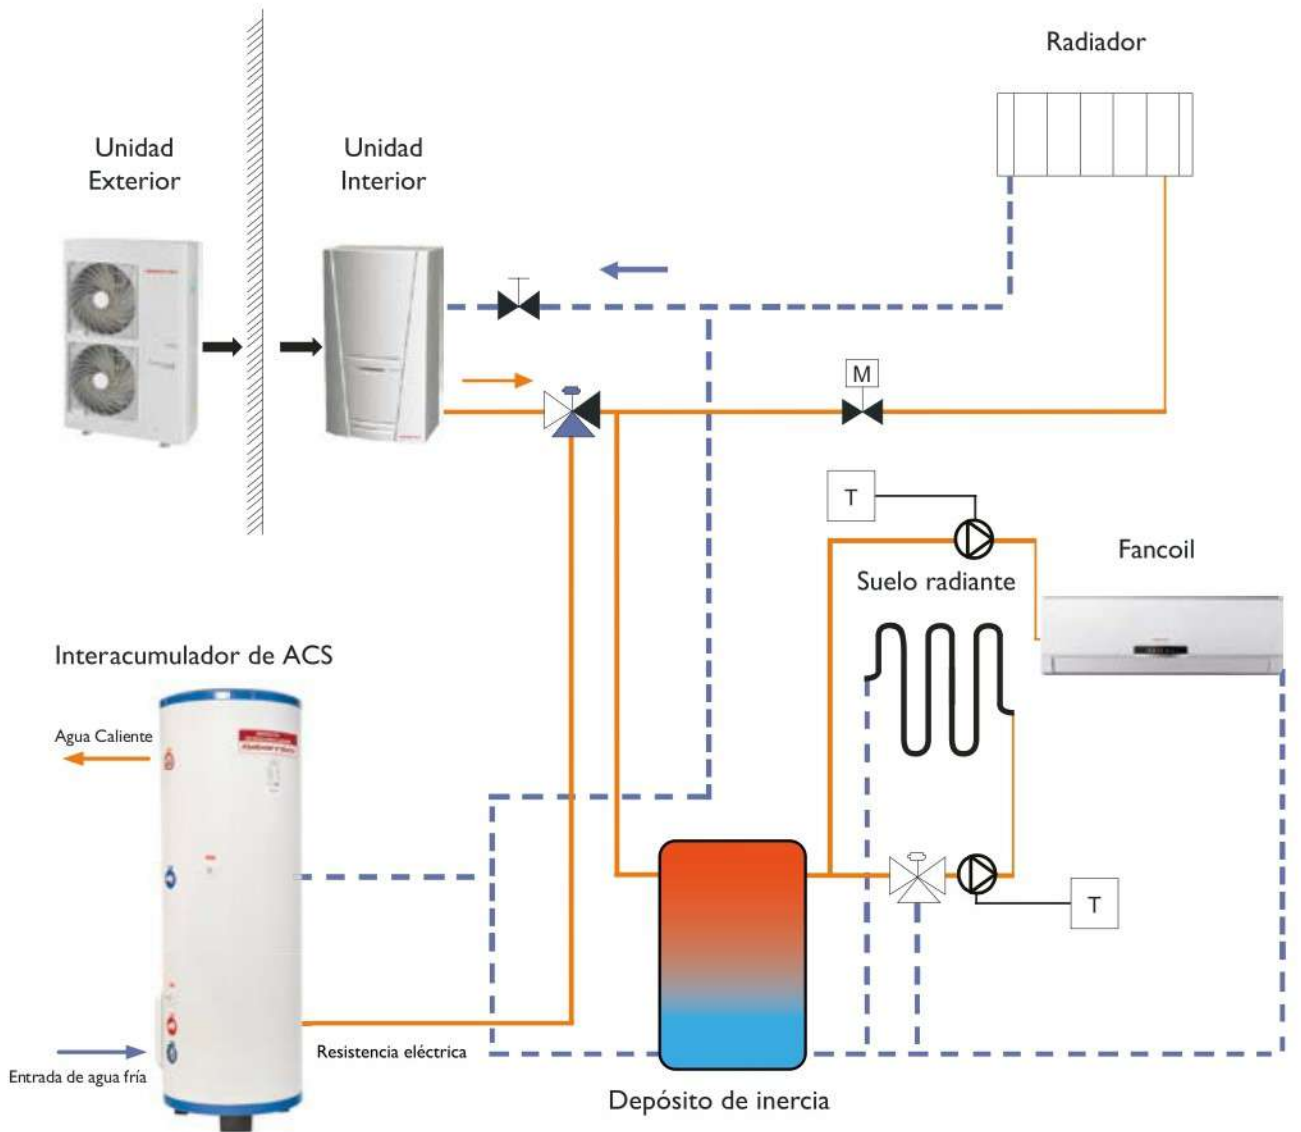 Radiador
Unidad
Exterior
Unidad
Interior
M
T
Fancoil
Suelo radiante
Interacumulador de ACS
Agua Caliente
T
Resistencia eléctrica
Entrada de agua fría
Depósito de inercia